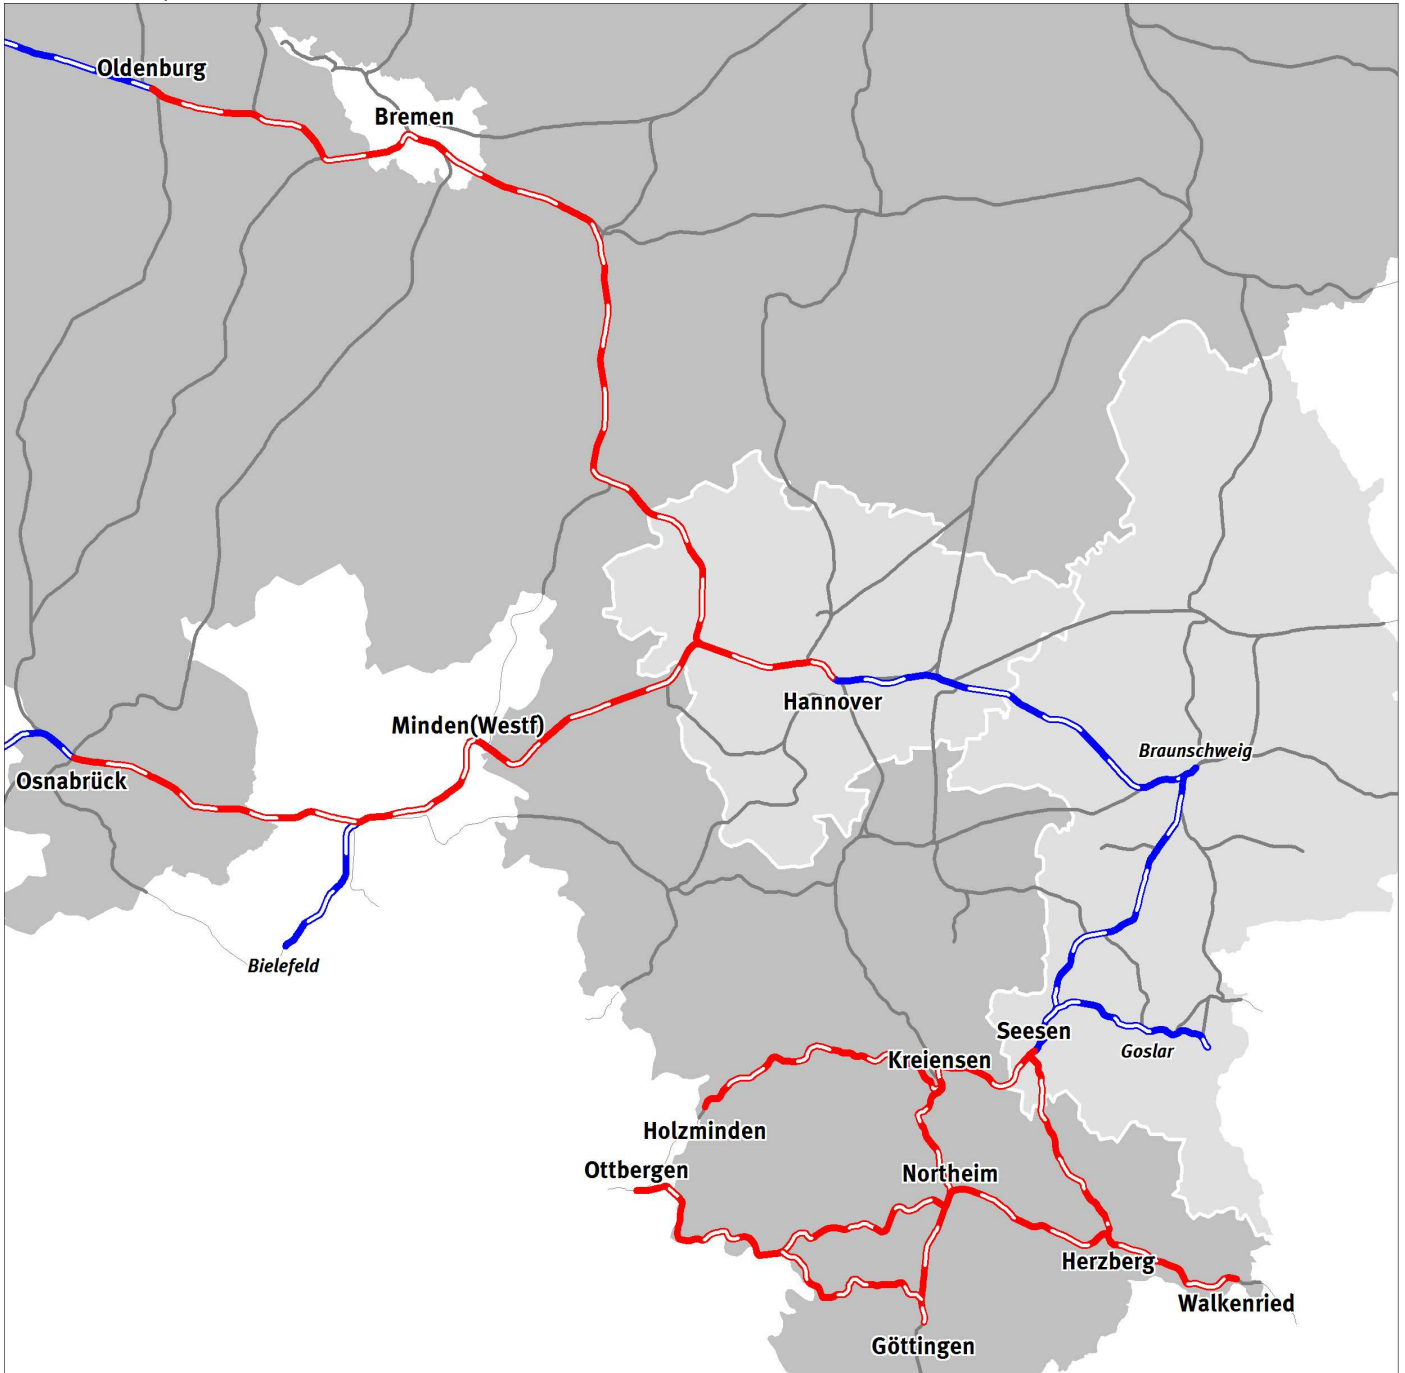 Oldenburg
Bremen
Hannover
Minden(Westf)
Braunschweig
Osnabrück
Bielefeld
Seesen
Goslar
Kreiensen
Holzminden
Ottbergen
Northeim
Herzberg
Walkenried
Göttingen